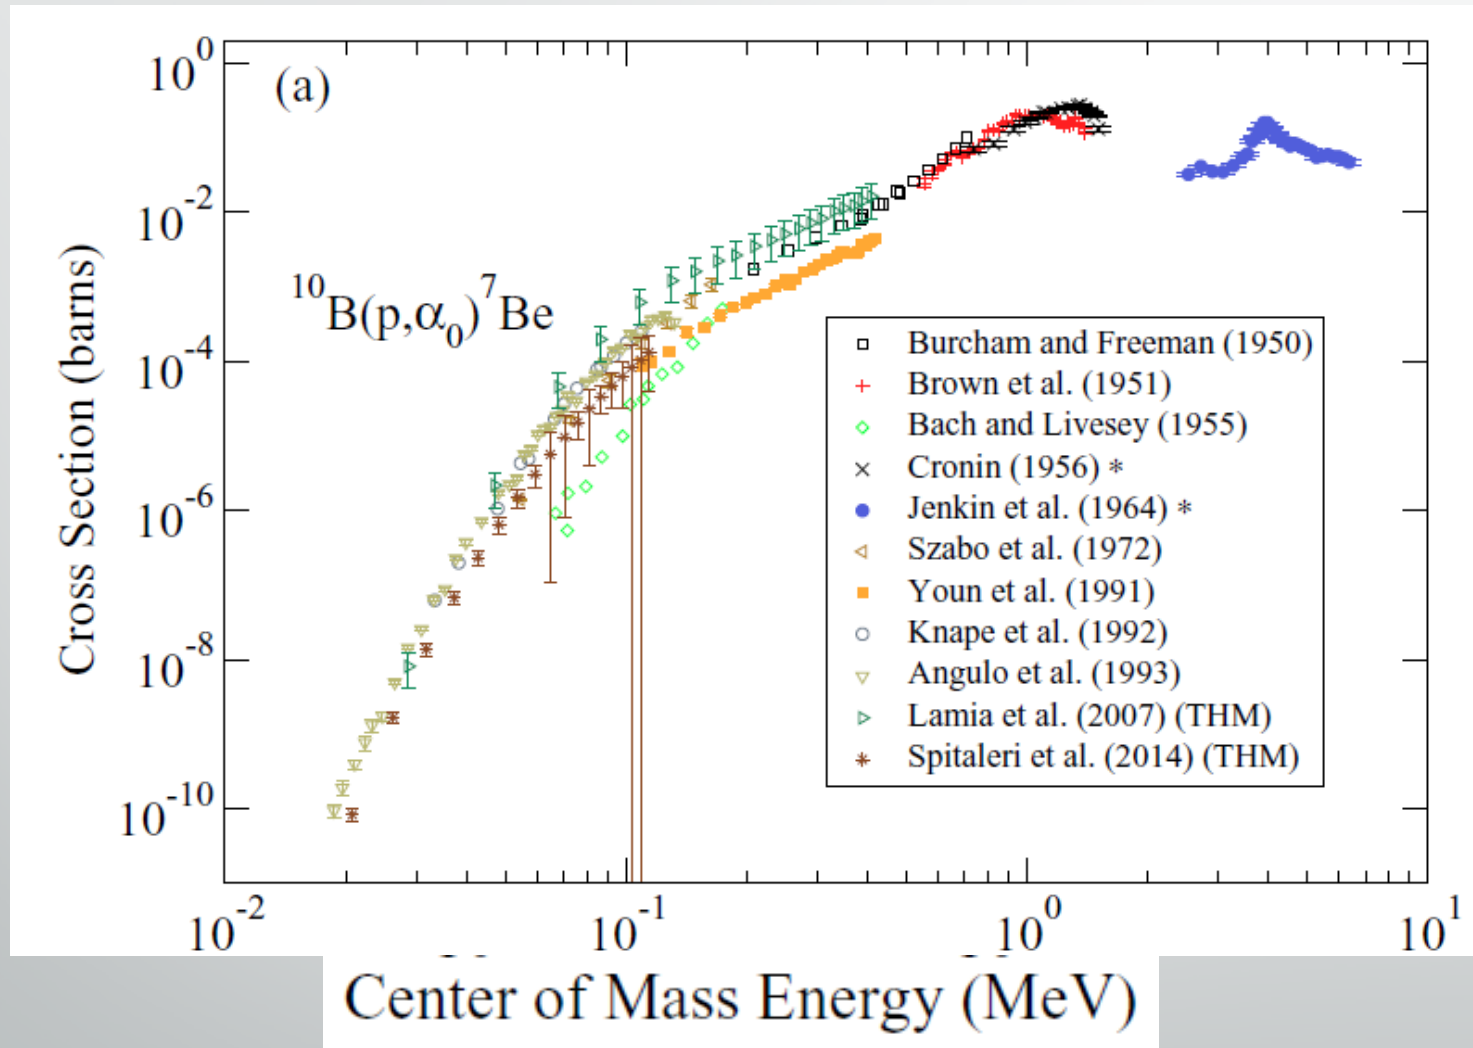 (a)
10^0
10^-2
10^-4
10^-6
10^-8
10^-10
Cross Section (barns)
^10B(p,α_0)^7Be
Burcham and Freeman (1950)
Brown et al. (1951)
Bach and Livesey (1955)
Cronin (1956) *
Jenkin et al. (1964) *
Szabo et al. (1972)
Youn et al. (1991)
Knape et al. (1992)
Angulo et al. (1993)
Lamia et al. (2007) (THM)
Spitaleri et al. (2014) (THM)
10^-2 10^-1 10^0 10^1
Center of Mass Energy (MeV)